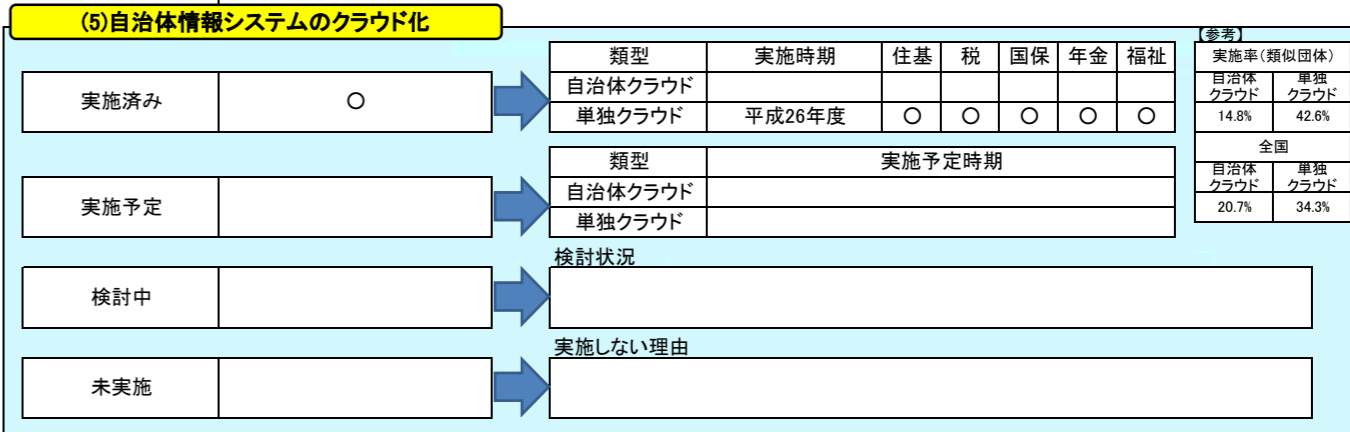 (5)自治体情報システムのクラウド化
実施済み 〇
類型 実施時期 住基 税 国保 年金 福祉
自治体クラウド
単独クラウド 平成26年度 〇 〇 〇 〇 〇
【参考】
実施率(類似団体)
自治体クラウド 単独クラウド
14.8% 42.6%
全国
自治体クラウド 単独クラウド
20.7% 34.3%
実施予定
類型 実施予定時期
自治体クラウド
単独クラウド
検討中
検討状況
未実施
実施しない理由